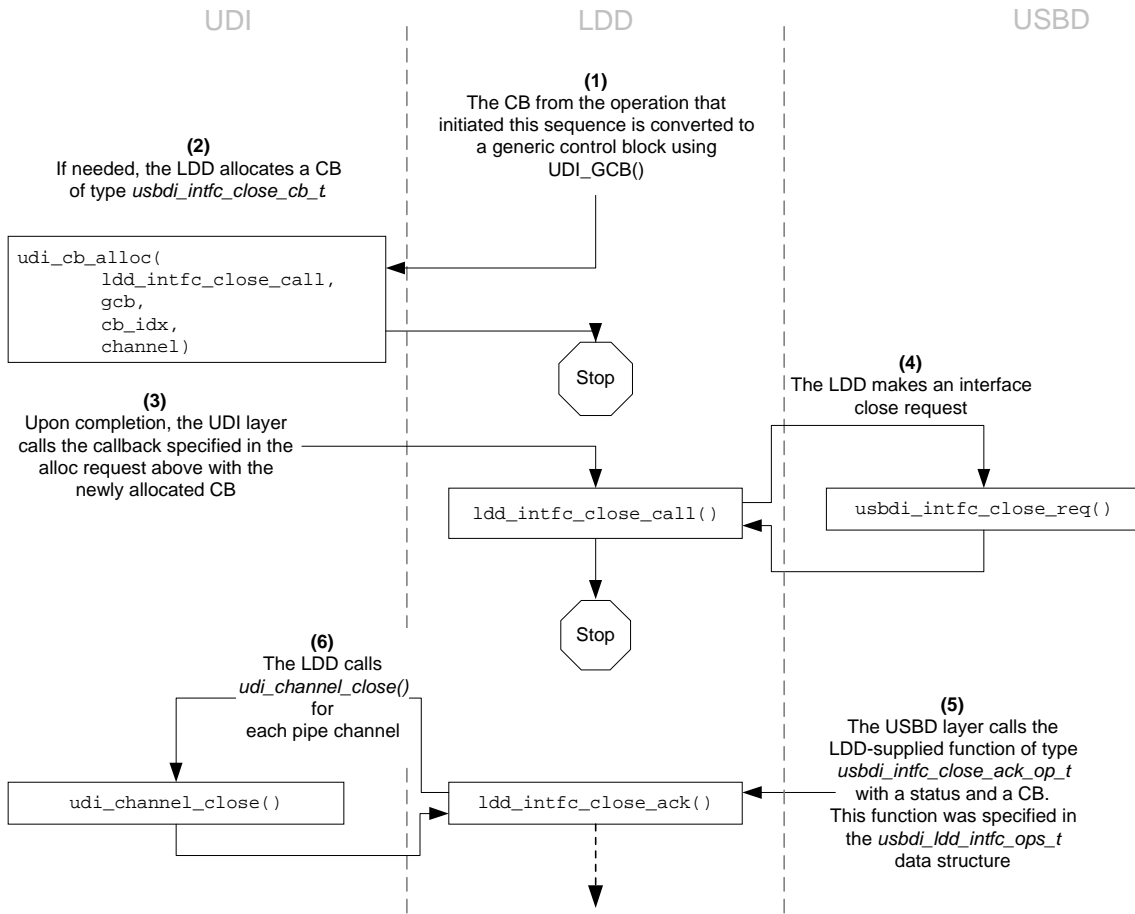 UDI
LDD
USBD
(1)
The CB from the operation that
initiated this sequence is converted to
a generic control block using
UDI_GCB()
(2)
If needed, the LDD allocates a CB
of type usbdi_intfc_close_cb_t.
udi_cb_alloc(
ldd_intfc_close_call,
gcb,
cb_idx,
channel)
Stop
(3)
Upon completion, the UDI layer
calls the callback specified in the
alloc request above with the
newly allocated CB
(4)
The LDD makes an interface
close request
ldd_intfc_close_call()
usbdi_intfc_close_req()
Stop
(6)
The LDD calls
udi_channel_close()
for
each pipe channel
(5)
The USBD layer calls the
LDD-supplied function of type
usbdi_intfc_close_ack_op_t
with a status and a CB.
This function was specified in
the usbdi_ldd_intfc_ops_t
data structure
udi_channel_close()
ldd_intfc_close_ack()